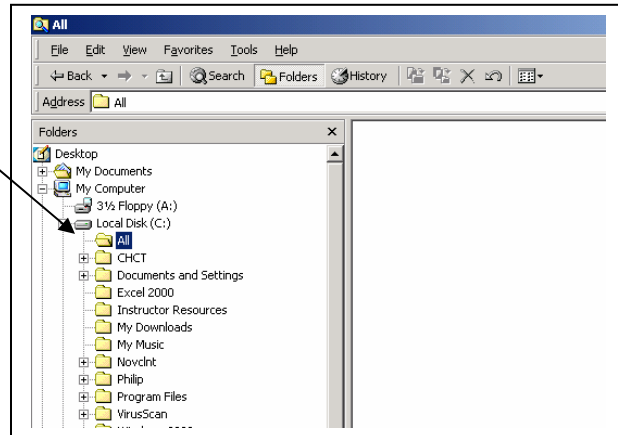 All
File Edit View Favorites Tools Help
Back Search Folders History
Address All
Folders
Desktop
My Documents
My Computer
3½ Floppy (A:)
Local Disk (C:)
All
CHCT
Documents and Settings
Excel 2000
Instructor Resources
My Downloads
My Music
Novclnt
Philip
Program Files
VirusScan